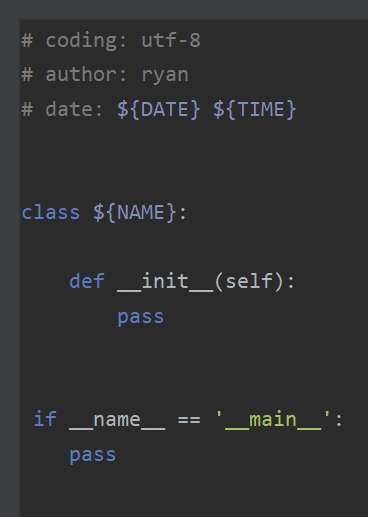 # coding: utf-8
# author: ryan
# date: ${DATE} ${TIME}
class ${NAME}:
    def __init__(self):
        pass
 if __name__ == '__main__':
    pass